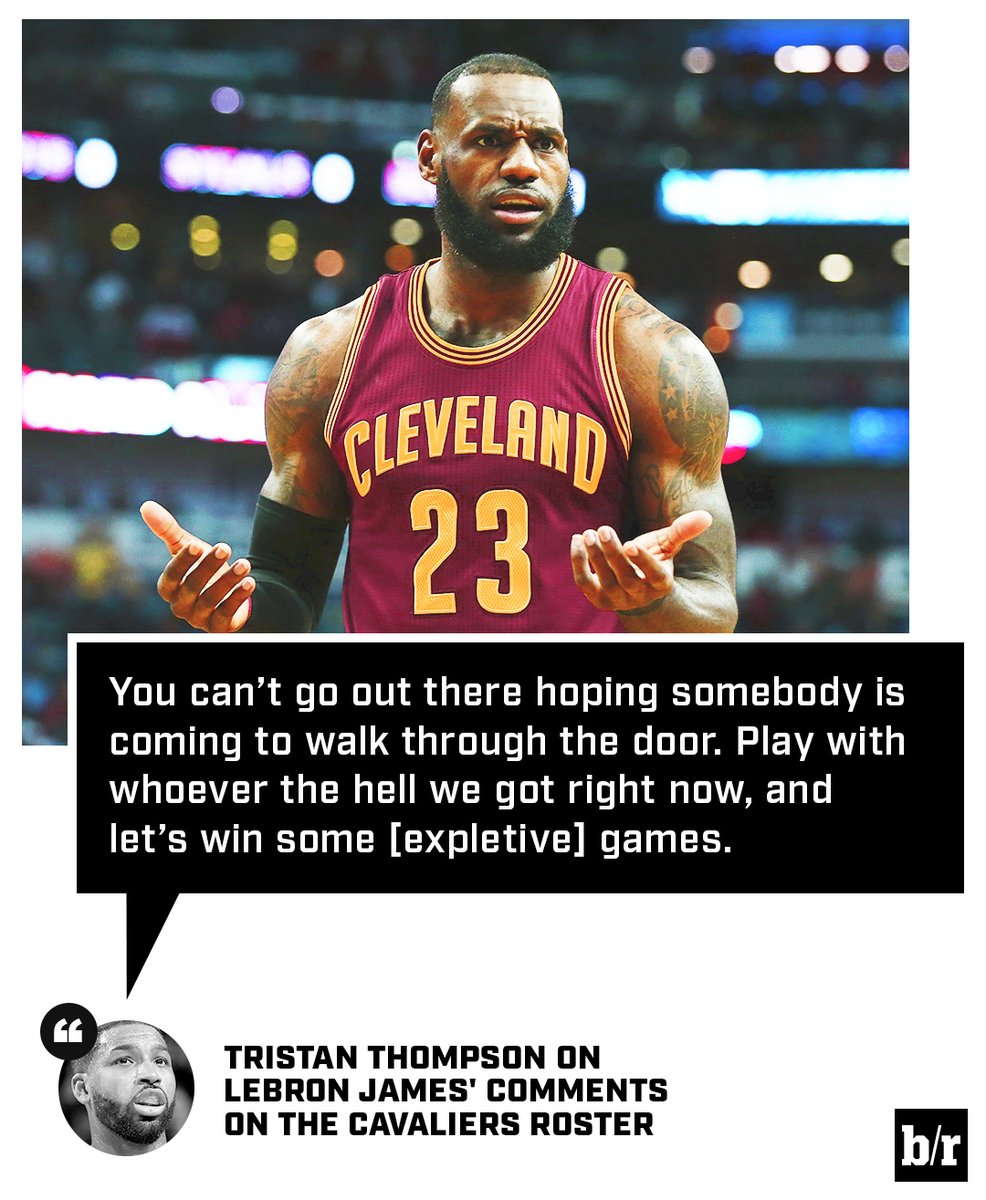 CLEVELAND
23
You can’t go out there hoping somebody is
coming to walk through the door. Play with
whoever the hell we got right now, and
let’s win some [expletive] games.
TRISTAN THOMPSON ON
LEBRON JAMES' COMMENTS
ON THE CAVALIERS ROSTER
b/r